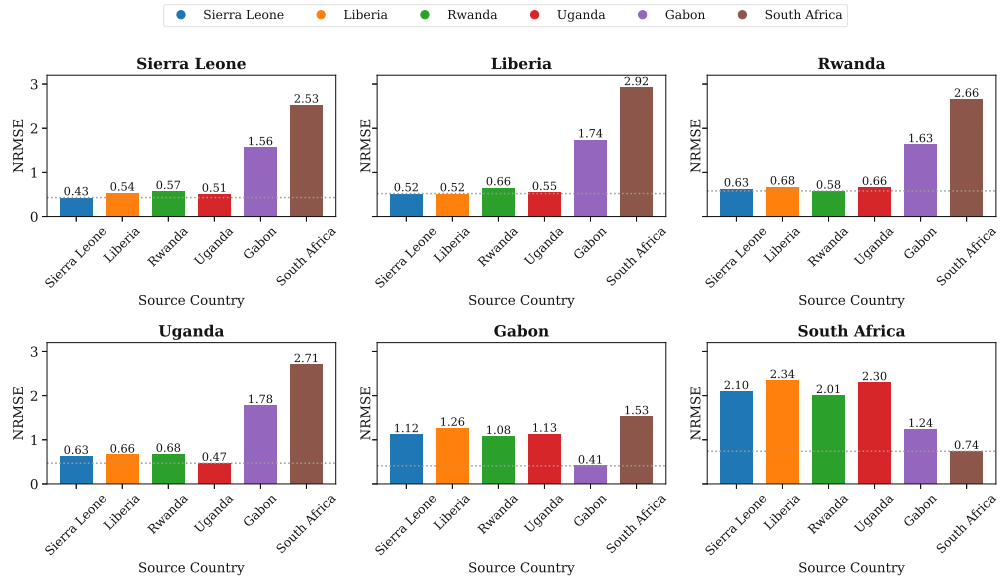 Sierra Leone Liberia Rwanda Uganda Gabon South Africa
Sierra Leone
NRMSE
3
2
1
0
0.43 0.54 0.57 0.51 1.56 2.53
Sierra Leone Liberia Rwanda Uganda Gabon South Africa
Source Country
Liberia
NRMSE
0.52 0.52 0.66 0.55 1.74 2.92
Sierra Leone Liberia Rwanda Uganda Gabon South Africa
Source Country
Rwanda
NRMSE
0.63 0.68 0.58 0.66 1.63 2.66
Sierra Leone Liberia Rwanda Uganda Gabon South Africa
Source Country
Uganda
NRMSE
3
2
1
0
0.63 0.66 0.68 0.47 1.78 2.71
Sierra Leone Liberia Rwanda Uganda Gabon South Africa
Source Country
Gabon
NRMSE
1.12 1.26 1.08 1.13 0.41 1.53
Sierra Leone Liberia Rwanda Uganda Gabon South Africa
Source Country
South Africa
NRMSE
2.10 2.34 2.01 2.30 1.24 0.74
Sierra Leone Liberia Rwanda Uganda Gabon South Africa
Source Country